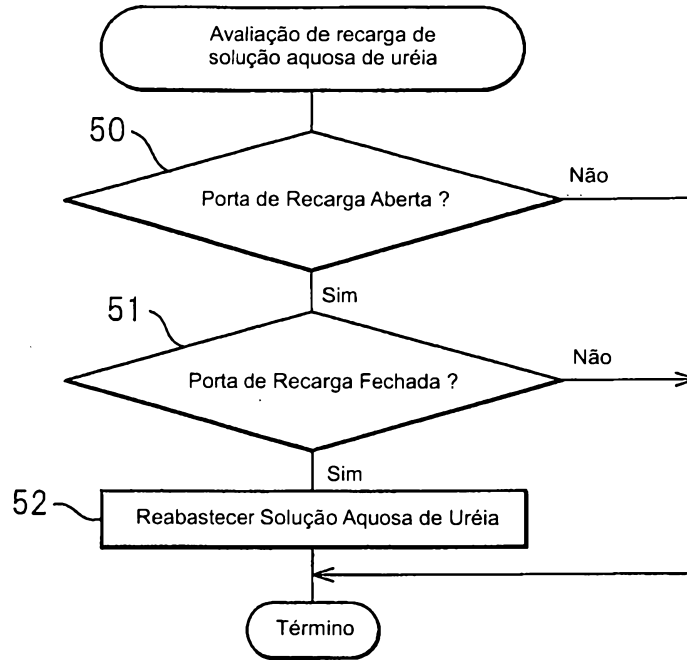 Avaliação de recarga de
solução aquosa de uréia
50
Porta de Recarga Aberta ?
Não
Sim
51
Porta de Recarga Fechada ?
Não
Sim
52
Reabastecer Solução Aquosa de Uréia
Término